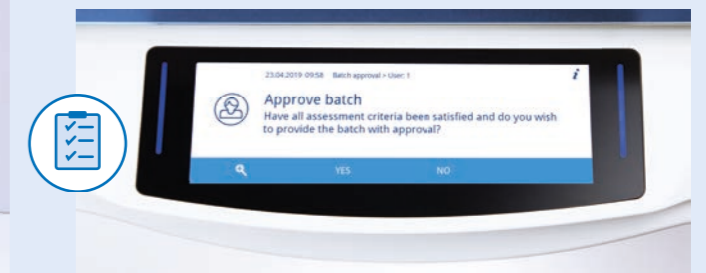 23.04.2019 09:58 Batch approval > User: 1
i
Approve batch
Have all assessment criteria been satisfied and do you wish
to provide the batch with approval?
YES NO